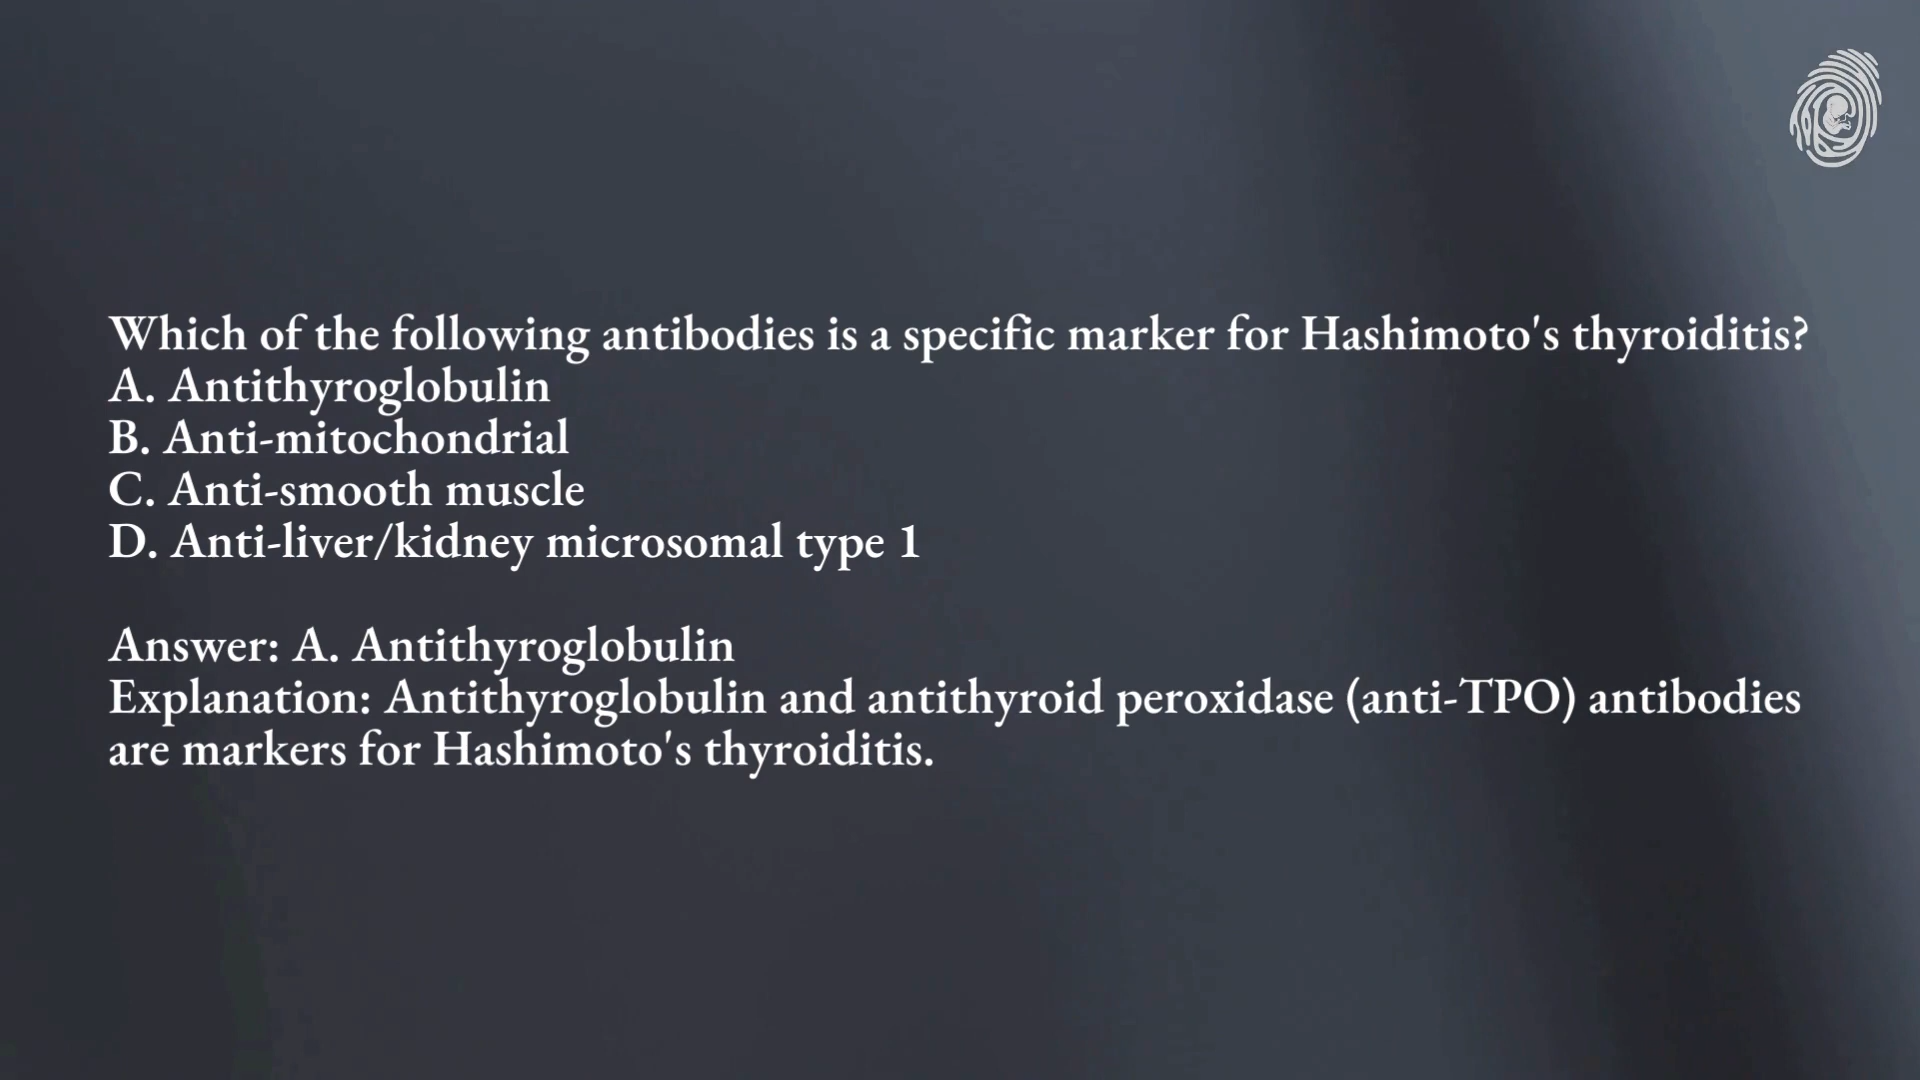 Which of the following antibodies is a specific marker for Hashimoto's thyroiditis?
A. Antithyroglobulin
B. Anti-mitochondrial
C. Anti-smooth muscle
D. Anti-liver/kidney microsomal type 1
Answer: A. Antithyroglobulin
Explanation: Antithyroglobulin and antithyroid peroxidase (anti-TPO) antibodies
are markers for Hashimoto's thyroiditis.